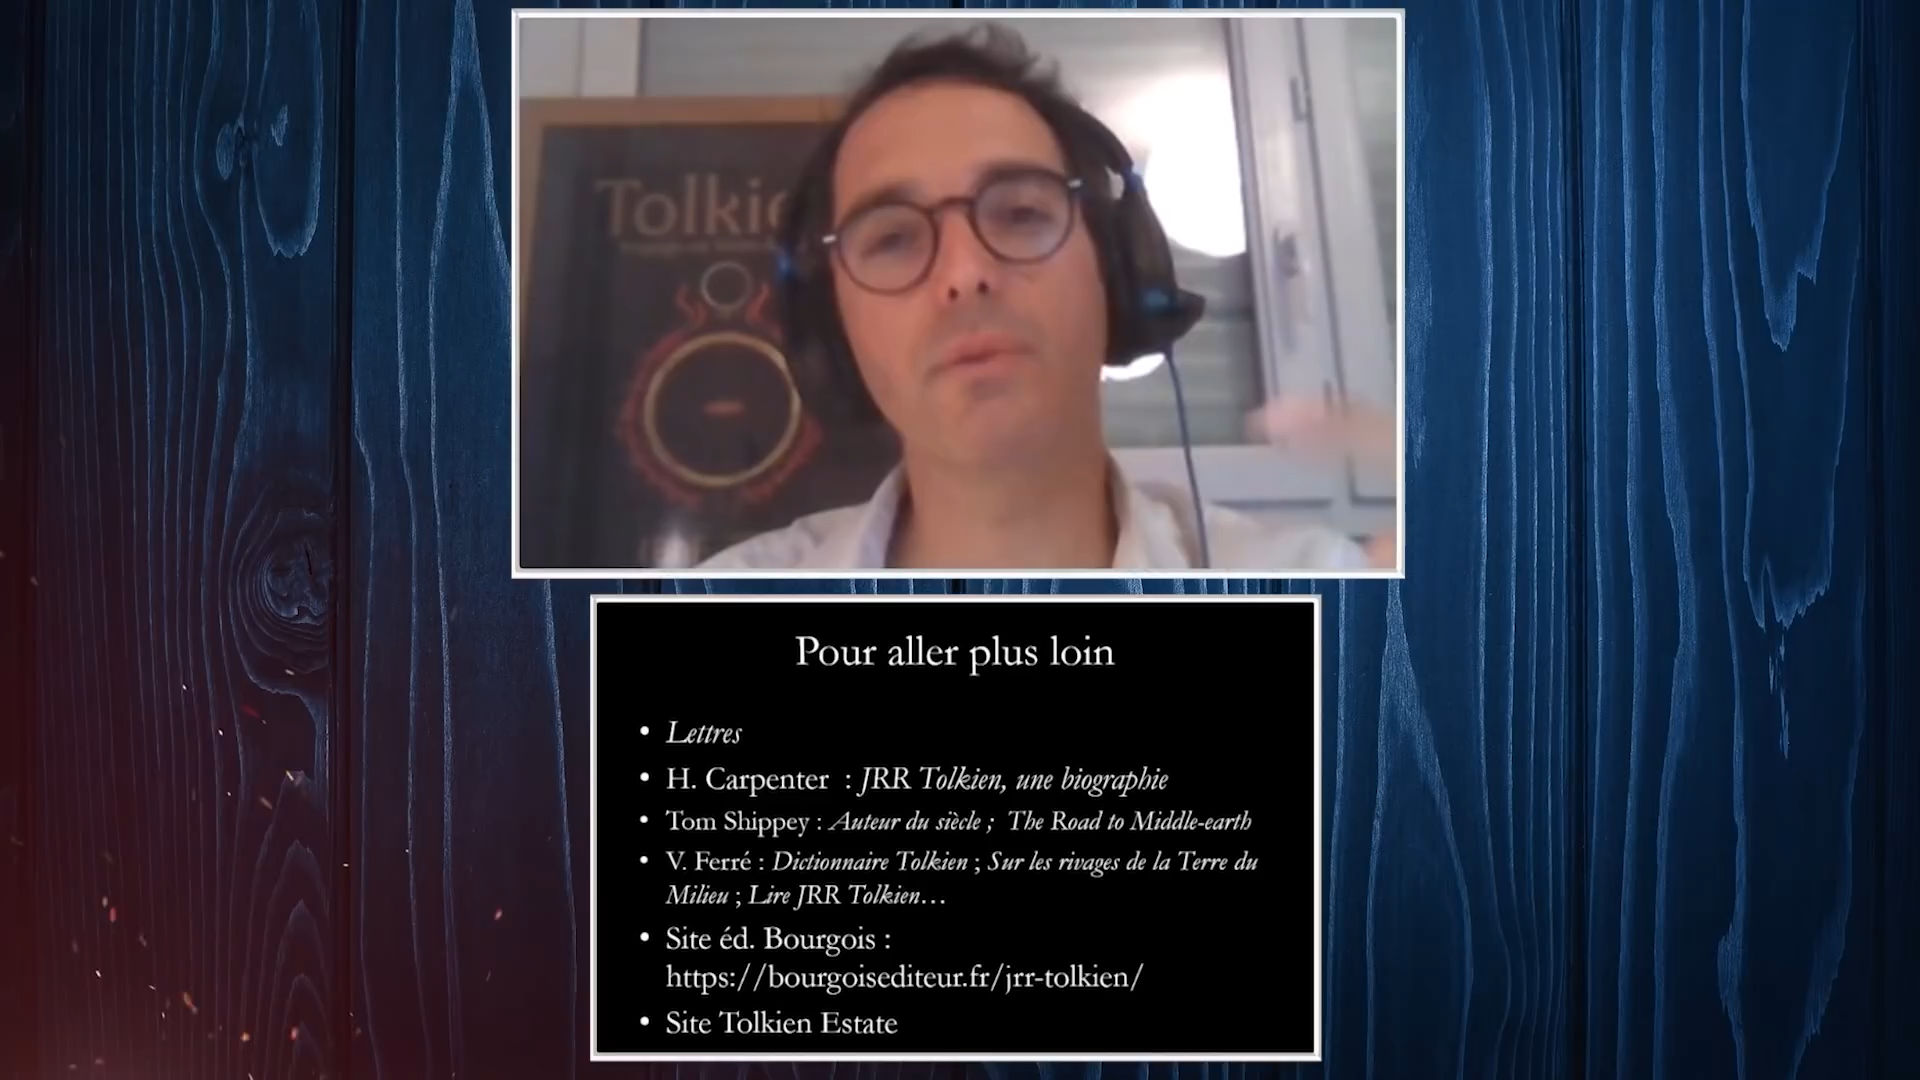 Tolkie
Pour aller plus loin
• Lettres
• H. Carpenter : JRR Tolkien, une biographie
• Tom Shippey : Auteur du siècle ; The Road to Middle-earth
• V. Ferré : Dictionnaire Tolkien ; Sur les rivages de la Terre du
Milieu ; Lire JRR Tolkien…
• Site éd. Bourgois :
https://bourgoisediteur.fr/jrr-tolkien/
• Site Tolkien Estate